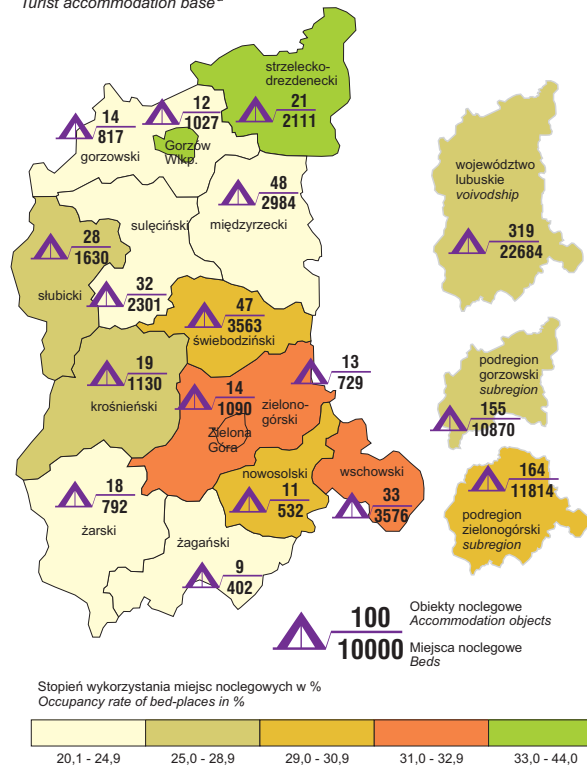 Turist accommodation base
strzelecko-
drezdenecki
21
2111
12
1027
14
817
gorzowski
Gorzów
Wlkp.
48
2984
międzyrzecki
sulęciński
28
1630
słubicki
32
2301
47
3563
świebodziński
19
1130
krośnieński
14
1090
zielono-
górski
Zielona
Góra
13
729
nowosolski
11
532
wschowski
33
3576
18
792
żarski
żagański
9
402
województwo
lubuskie
voivodship
319
22684
podregion
gorzowski
subregion
155
10870
164
11814
podregion
zielonogórski
subregion
100
10000
Obiekty noclegowe
Accommodation objects
Miejsca noclegowe
Beds
Stopień wykorzystania miejsc noclegowych w %
Occupancy rate of bed-places in %
20,1 - 24,9 25,0 - 28,9 29,0 - 30,9 31,0 - 32,9 33,0 - 44,0